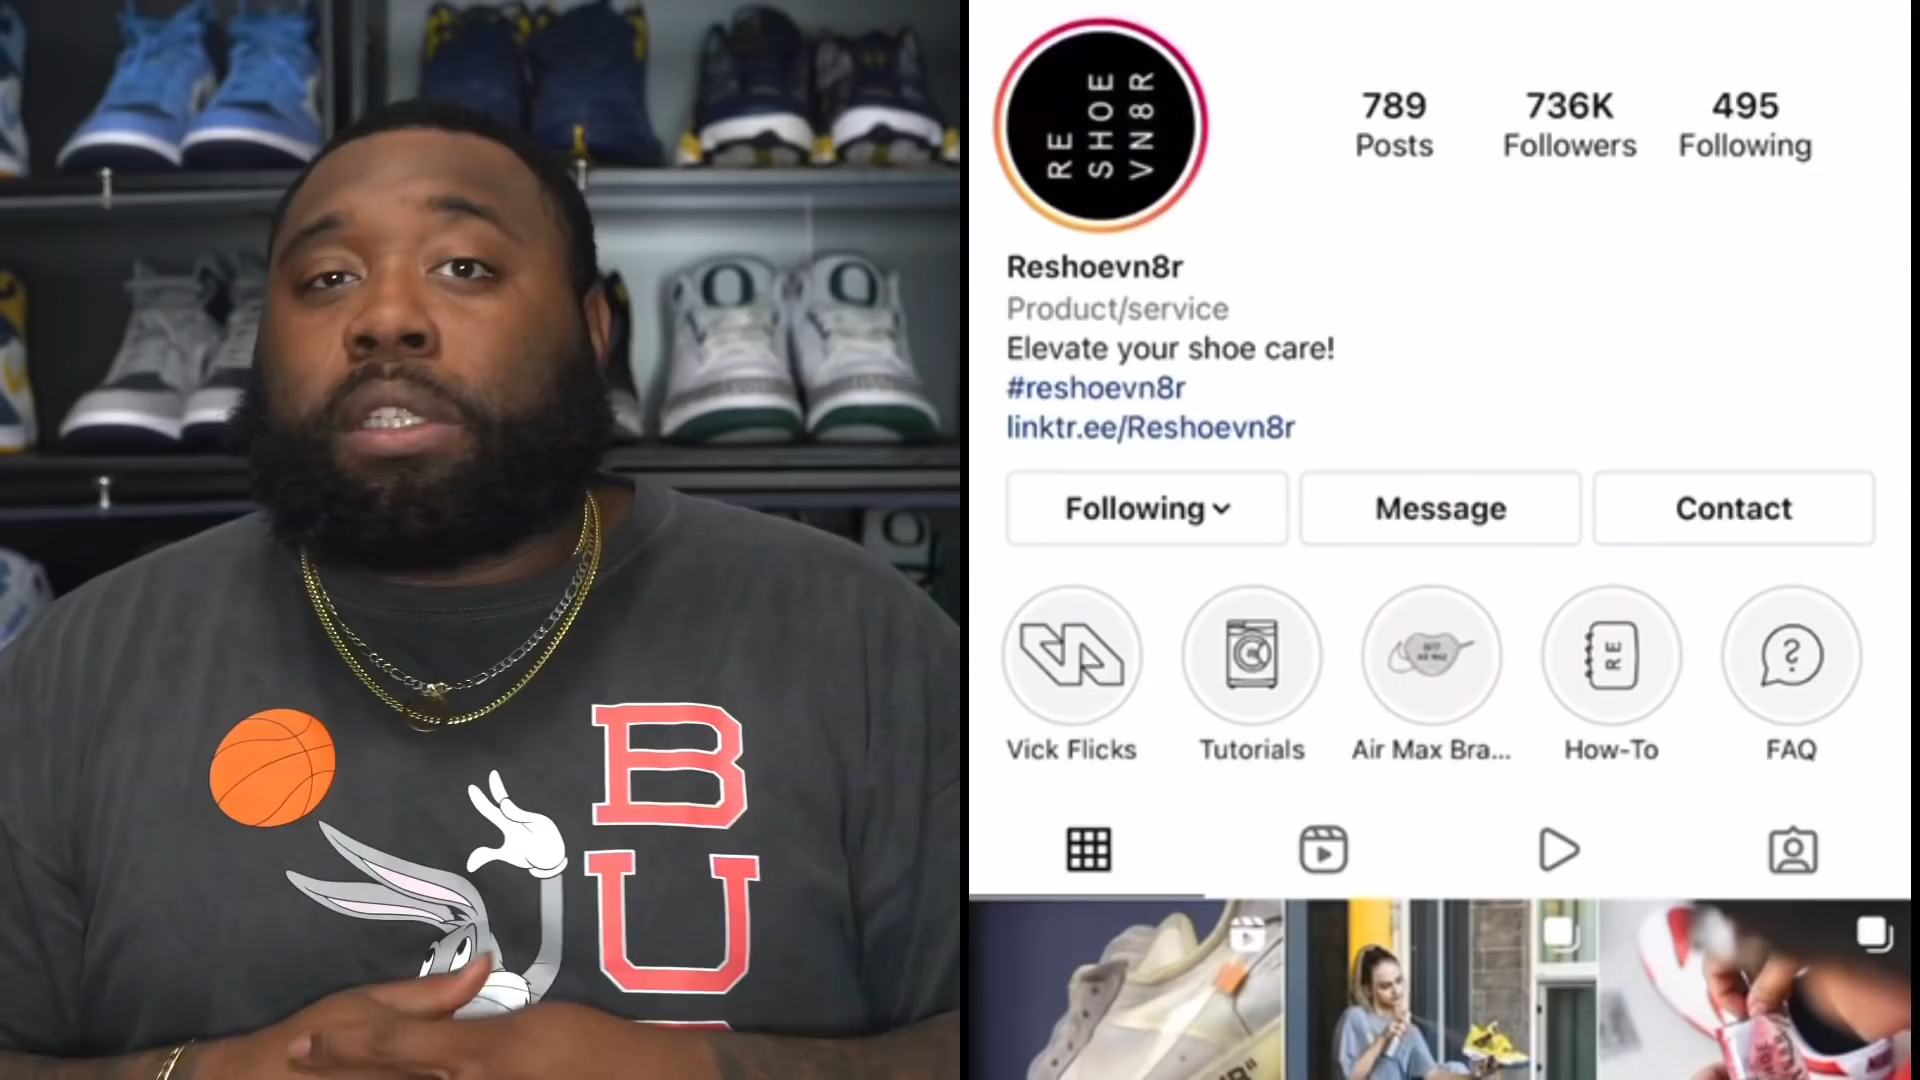 B
U
O
O
O
RE
SHOE
VN8R
789
Posts
736K
Followers
495
Following
Reshoevn8r
Product/service
Elevate your shoe care!
#reshoevn8r
linktr.ee/Reshoevn8r
Following
Message
Contact
RE
?
Vick Flicks
Tutorials
Air Max Bra...
How-To
FAQ